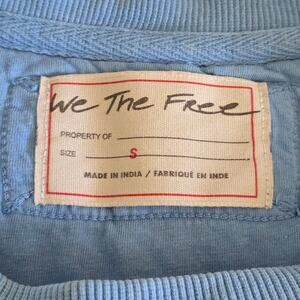 We The Free
PROPERTY OF
SIZE S
MADE IN INDIA / FABRIQUÉ EN INDE